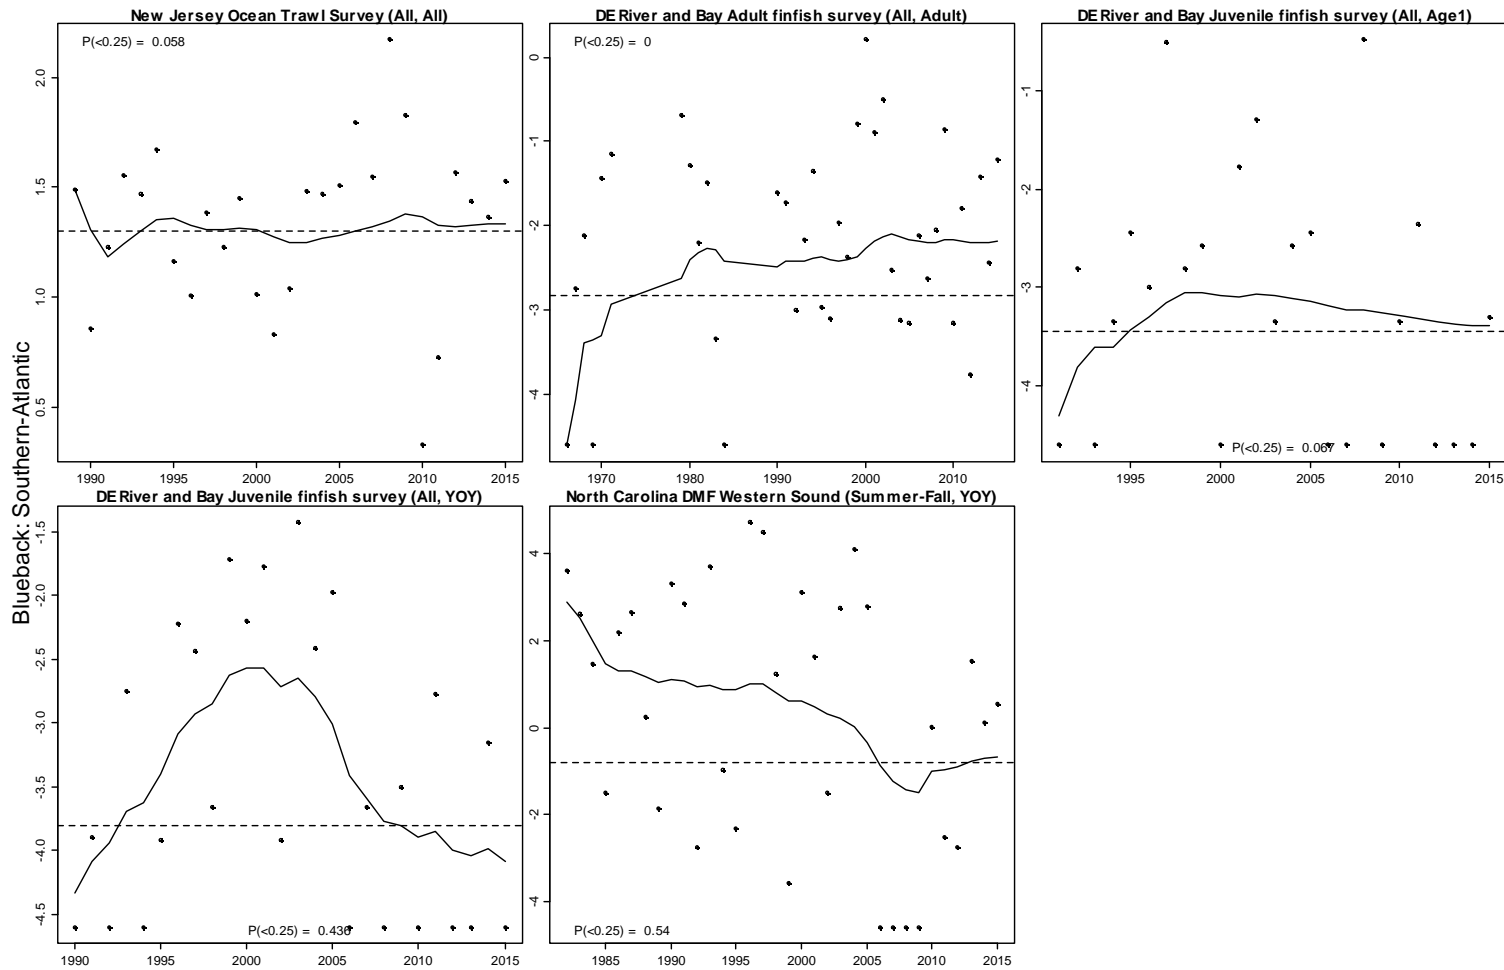 Blueback: Southern-Atlantic
New Jersey Ocean Trawl Survey (All, All)
P(<0.25) = 0.058
2.0
1.5
1.0
0.5
1990 1995 2000 2005 2010 2015
DE River and Bay Adult finfish survey (All, Adult)
P(<0.25) = 0
0
-1
-2
-3
-4
1970 1980 1990 2000 2010
DE River and Bay Juvenile finfish survey (All, Age1)
-1
-2
-3
-4
P(<0.25) = 0.067
1995 2000 2005 2010 2015
DE River and Bay Juvenile finfish survey (All, YOY)
-1.5
-2.0
-2.5
-3.0
-3.5
-4.0
-4.5
P(<0.25) = 0.436
1990 1995 2000 2005 2010 2015
North Carolina DMF Western Sound (Summer-Fall, YOY)
4
2
0
-2
-4
P(<0.25) = 0.54
1985 1990 1995 2000 2005 2010 2015